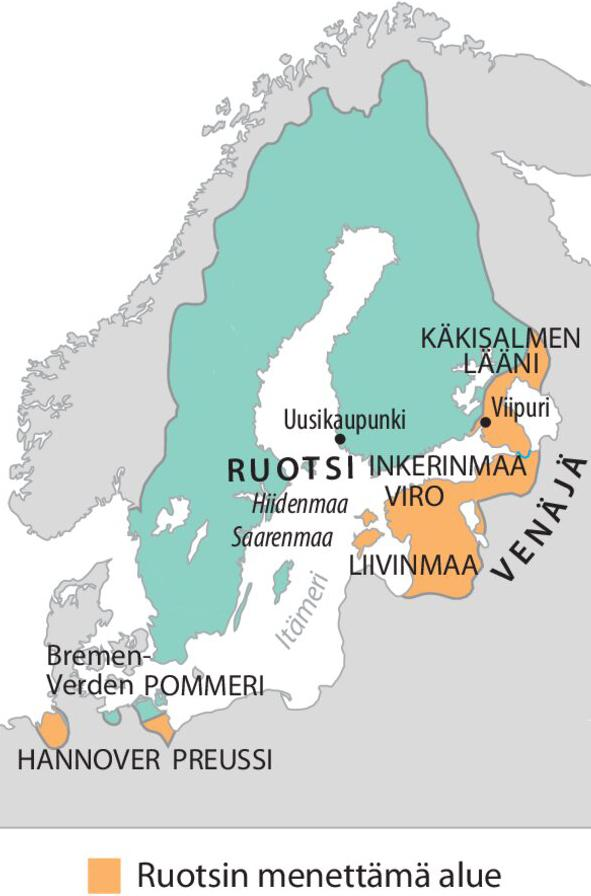 KÄKISALMEN
LÄÄNI
Viipuri
Uusikaupunki
RUOTSI
INKERINMAA
Hiidenmaa
VIRO
VENÄJÄ
Saarenmaa
LIIVINMAA
Itämeri
Bremen-
Verden
POMMERI
HANNOVER
PREUSSI
Ruotsin menettämä alue